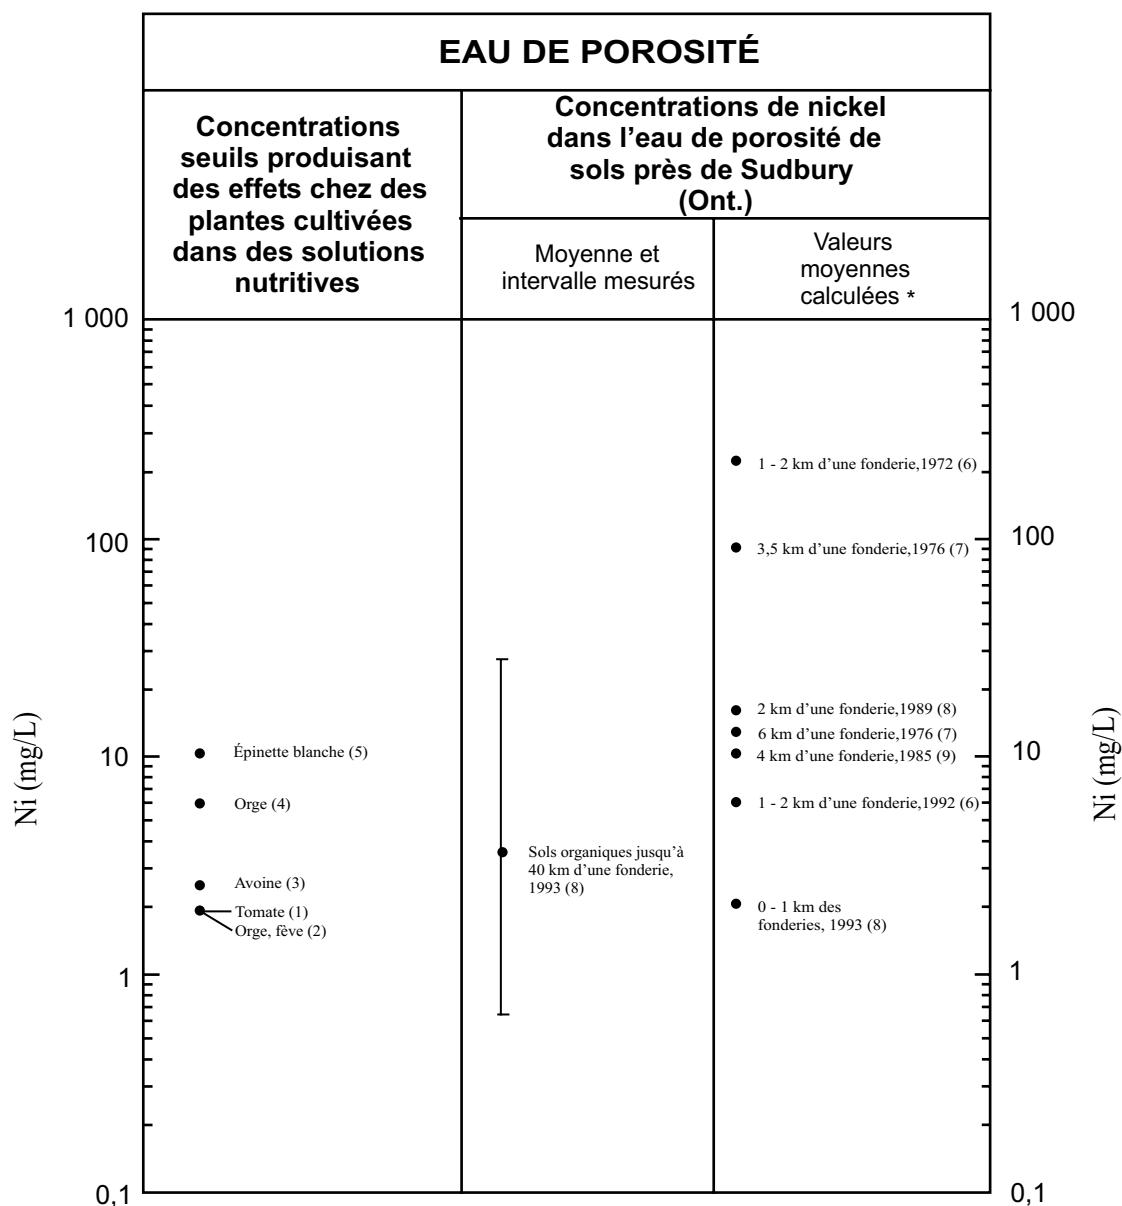 EAU DE POROSITÉ
Concentrations
seuils produisant
des effets chez des
plantes cultivées
dans des solutions
nutritives
Concentrations de nickel
dans l'eau de porosité de
sols près de Sudbury
(Ont.)
Moyenne et
intervalle mesurés
Valeurs
moyennes
calculées *
1 000
100
10
1
0,1
Ni (mg/L)
Épinette blanche (5)
Orge (4)
Avoine (3)
Tomate (1)
Orge, fève (2)
Sols organiques jusqu'à
40 km d'une fonderie,
1993 (8)
1 - 2 km d'une fonderie,1972 (6)
3,5 km d'une fonderie,1976 (7)
2 km d'une fonderie,1989 (8)
6 km d'une fonderie,1976 (7)
4 km d'une fonderie,1985 (9)
1 - 2 km d'une fonderie,1992 (6)
0 - 1 km des
fonderies, 1993 (8)
1 000
100
10
1
0,1
Ni (mg/L)